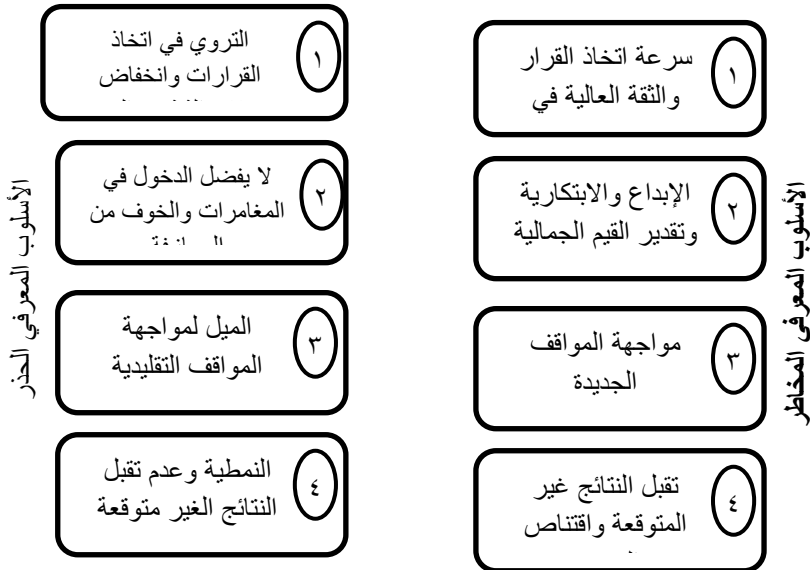 الأسلوب المعرفى المخاطر
١
سرعة اتخاذ القرار
والثقة العالية في
٢
الإبداع والابتكارية
وتقدير القيم الجمالية
٣
مواجهة المواقف
الجديدة
٤
تقبل النتائج غير
المتوقعة واقتناص
١
التروي في اتخاذ
القرارات وانخفاض
٢
لا يفضل الدخول في
المغامرات والخوف من
٣
الميل لمواجهة
المواقف التقليدية
٤
النمطية وعدم تقبل
النتائج الغير متوقعة
الأسلوب المعرفي الحذر